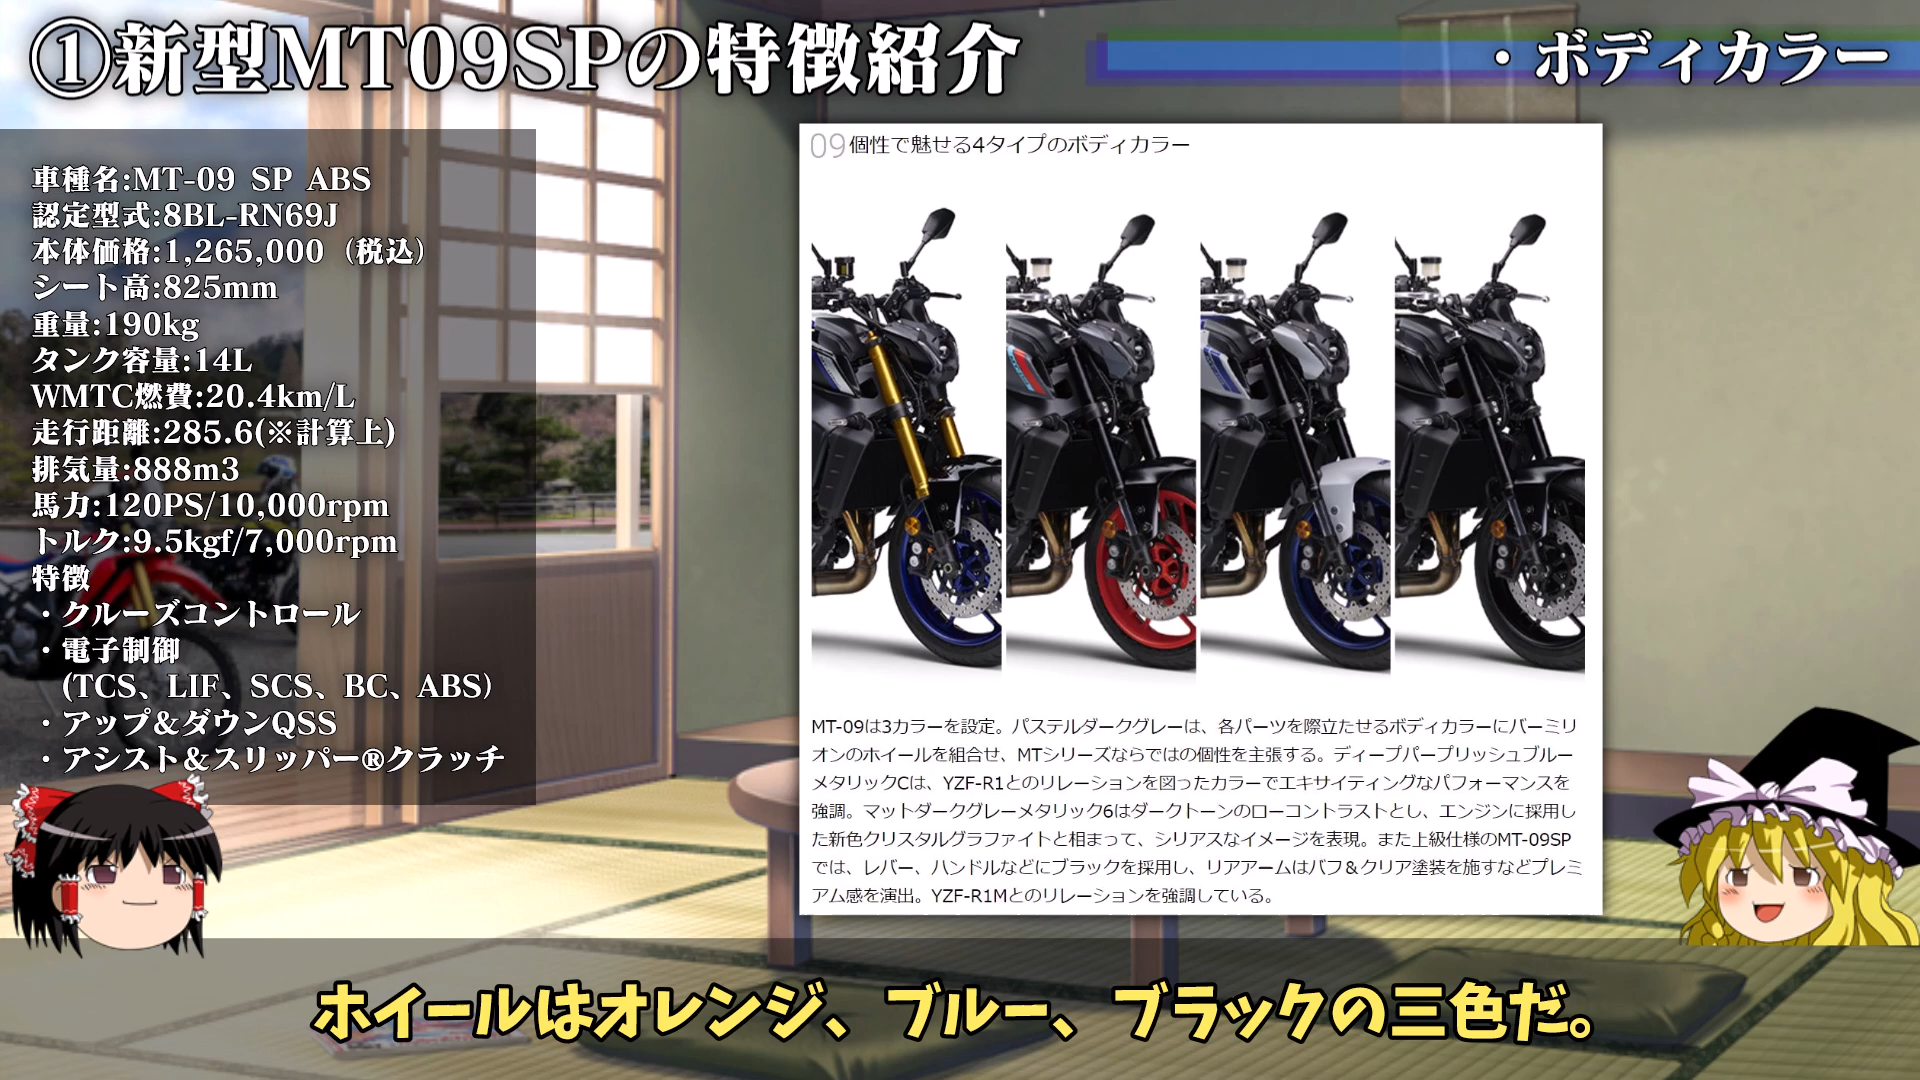 ①新型MT09SPの特徴紹介
・ボディカラー
車種名:MT-09 SP ABS
認定型式:8BL-RN69J
本体価格:1,265,000（税込）
シート高:825mm
重量:190kg
タンク容量:14L
WMTC燃費:20.4km/L
走行距離:285.6(※計算上)
排気量:888m3
馬力:120PS/10,000rpm
トルク:9.5kgf/7,000rpm
特徴
・クルーズコントロール
・電子制御
(TCS、LIF、SCS、BC、ABS)
・アップ＆ダウンQSS
・アシスト＆スリッパー®クラッチ
09 個性で魅せる4タイプのボディカラー
MT-09は3カラーを設定。パステルダークグレーは、各パーツを際立たせるボディカラーにバーミリ
オンのホイールを組合せ、MTシリーズならではの個性を主張する。ディープパープリッシュブルー
メタリックCは、YZF-R1とのリレーションを図ったカラーでエキサイティングなパフォーマンスを
強調。マットダークグレーメタリック6はダークトーンのローコントラストとし、エンジンに採用し
た新色クリスタルグラファイトと相まって、シリアスなイメージを表現。また上級仕様のMT-09SP
では、レバー、ハンドルなどにブラックを採用し、リアアームはバフ＆クリア塗装を施すなどプレミ
アム感を演出。YZF-R1Mとのリレーションを強調している。
ホイールはオレンジ、ブルー、ブラックの三色だ。